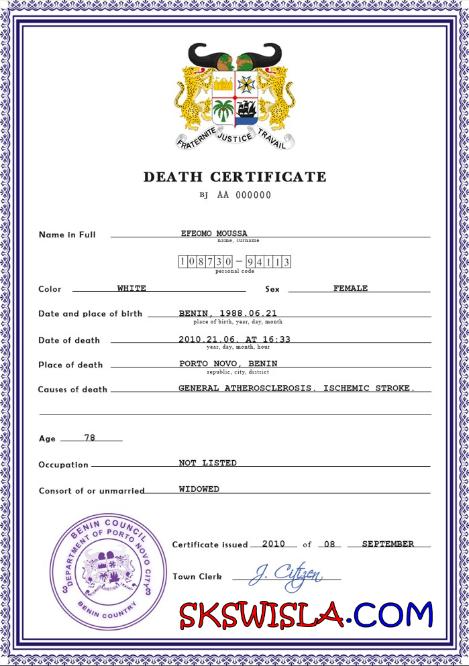 FRATERNITE JUSTICE TRAVAIL
DEATH CERTIFICATE
BJ AA 000000
Name in Full EFEOMO MOUSSA
name, surname
108730-94113
personal code
Color WHITE Sex FEMALE
Date and place of birth BENIN, 1988.06.21
place of birth, year, day, month
Date of death 2010.21.06. AT 16:33
year, day, month, hour
Place of death PORTO NOVO, BENIN
republic, city, district
Causes of death GENERAL ATHEROSCLEROSIS. ISCHEMIC STROKE.
Age 78
Occupation NOT LISTED
Consort of or unmarried WIDOWED
BENIN COUNCIL
DEPARTMENT OF PORTO NOVO CITY
BENIN COUNTRY
Certificate issued 2010 of 08 SEPTEMBER
Town Clerk J. Citizen
SKSWISLA.COM